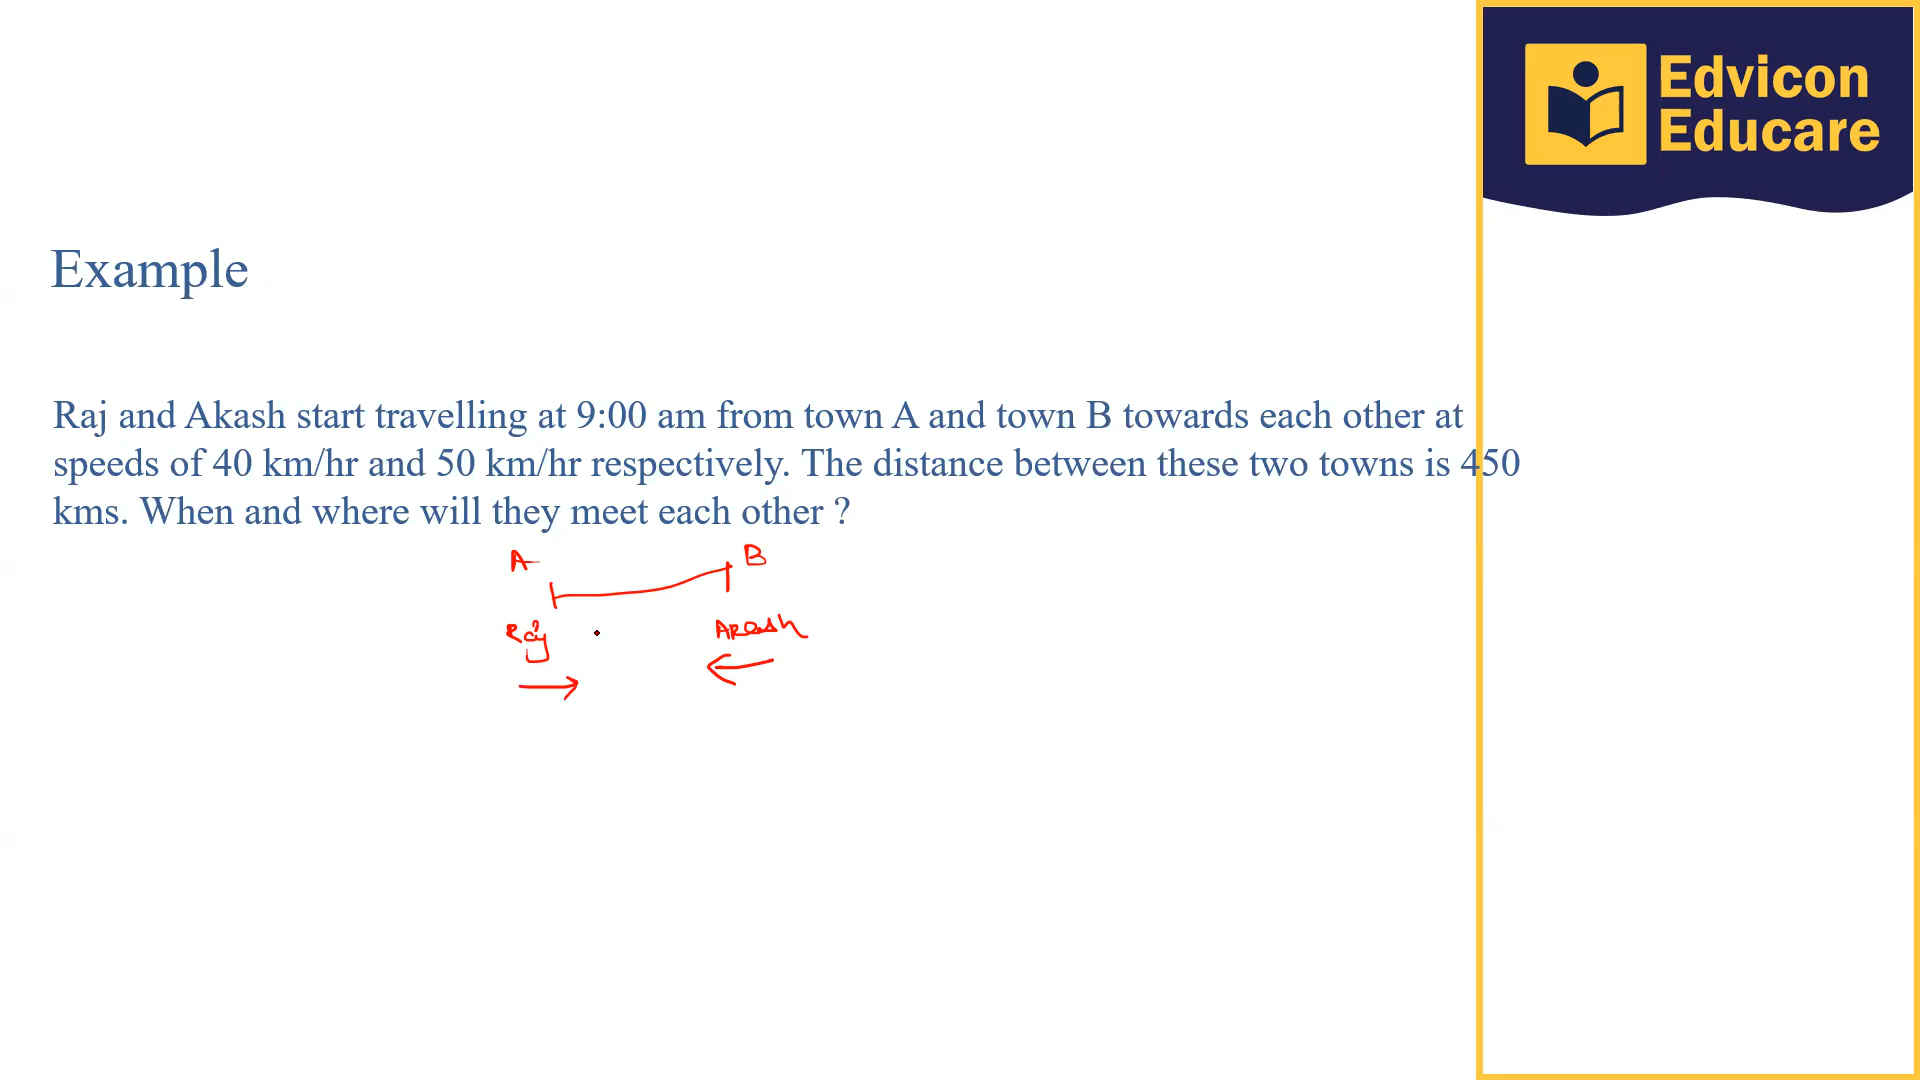 Edvicon
Educare
Example
Raj and Akash start travelling at 9:00 am from town A and town B towards each other at
speeds of 40 km/hr and 50 km/hr respectively. The distance between these two towns is 450
kms. When and where will they meet each other ?
A B
Raj Akash